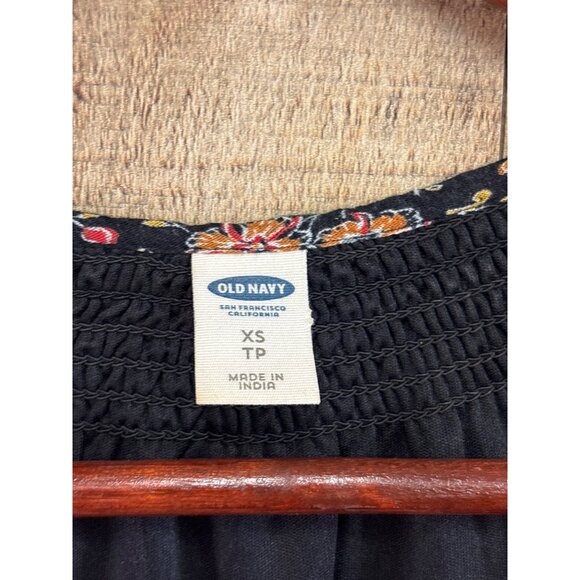 OLD NAVY
SAN FRANCISCO
CALIFORNIA
XS
TP
MADE IN
INDIA